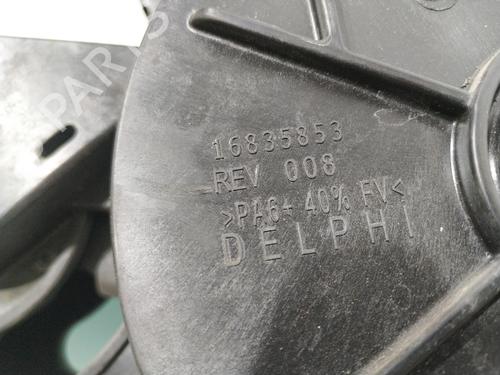 16835853
REV 008
>PA6+ 40% FV<
DELPHI